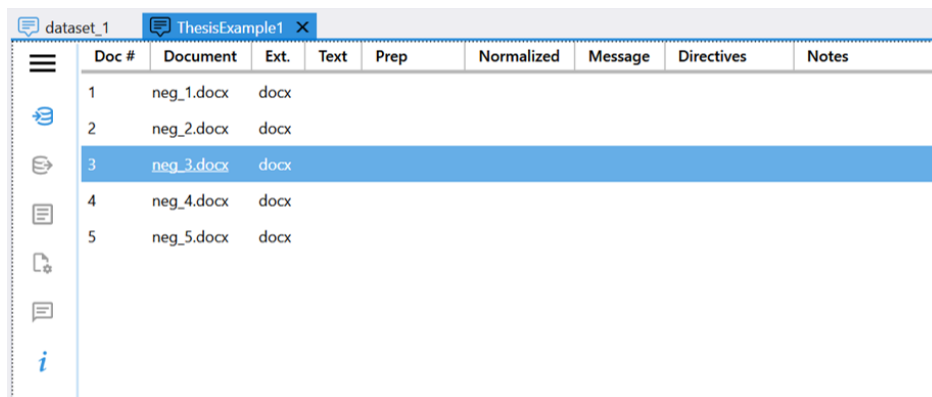 dataset_1 ThesisExample1
Doc # Document Ext. Text Prep Normalized Message Directives Notes
1 neg_1.docx docx
2 neg_2.docx docx
3 neg_3.docx docx
4 neg_4.docx docx
5 neg_5.docx docx